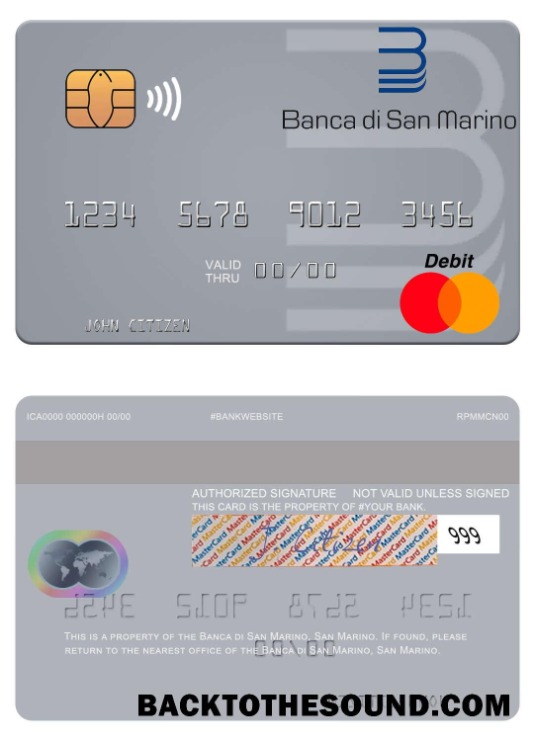 Banca di San Marino
1234 5678 9012 3456
VALID THRU 00/00
Debit
JOHN CITIZEN
ICA0000 000000H 00/00 #BANKWEBSITE RPMMCN00
AUTHORIZED SIGNATURE NOT VALID UNLESS SIGNED
THIS CARD IS THE PROPERTY OF #YOUR BANK.
MasterCard
999
THIS IS A PROPERTY OF THE BANCA DI SAN MARINO, SAN MARINO. IF FOUND, PLEASE
RETURN TO THE NEAREST OFFICE OF THE BANCA DI SAN MARINO, SAN MARINO.
BACKTOTHESOUND.COM